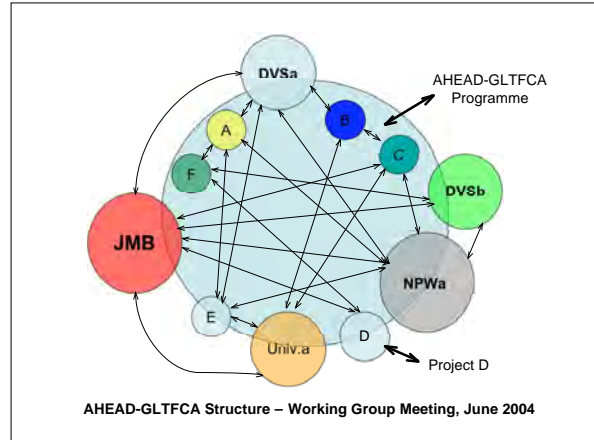 DVSa
AHEAD-GLTFCA
Programme
B
A
C
F
DVSb
JMB
NPWa
E
D
Univ.a
Project D
AHEAD-GLTFCA Structure – Working Group Meeting, June 2004